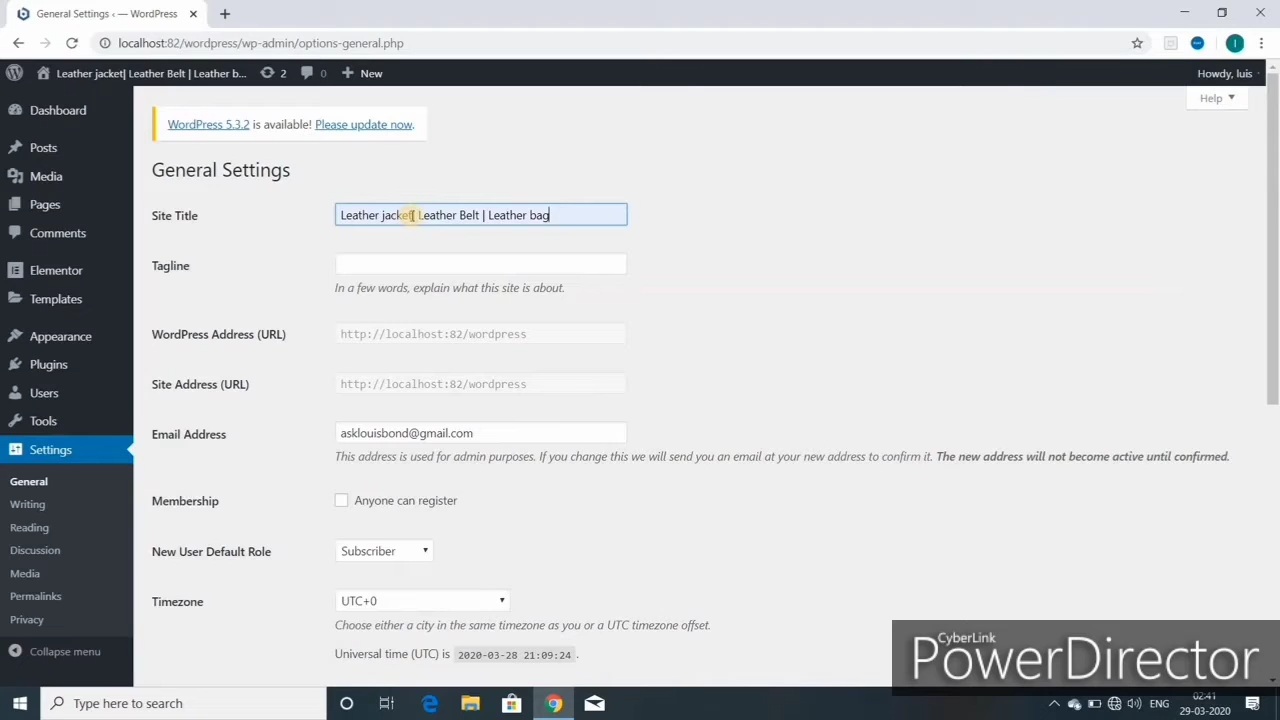 General Settings ‹ — WordPress
localhost:82/wordpress/wp-admin/options-general.php
Leather jacket| Leather Belt | Leather b... 2 0 New Howdy, luis
Help
Dashboard
Posts
Media
Pages
Comments
Elementor
Templates
Appearance
Plugins
Users
Tools
Settings
General
Writing
Reading
Discussion
Media
Permalinks
Privacy
Collapse menu
WordPress 5.3.2 is available! Please update now.
General Settings
Site Title Leather jacket| Leather Belt | Leather bag
Tagline
In a few words, explain what this site is about.
WordPress Address (URL) http://localhost:82/wordpress
Site Address (URL) http://localhost:82/wordpress
Email Address asklouisbond@gmail.com
This address is used for admin purposes. If you change this we will send you an email at your new address to confirm it. The new address will not become active until confirmed.
Membership Anyone can register
New User Default Role Subscriber
Timezone UTC+0
Choose either a city in the same timezone as you or a UTC timezone offset.
Universal time (UTC) is 2020-03-28 21:09:24 .
CyberLink
PowerDirector
Type here to search
ENG
02:41
29-03-2020